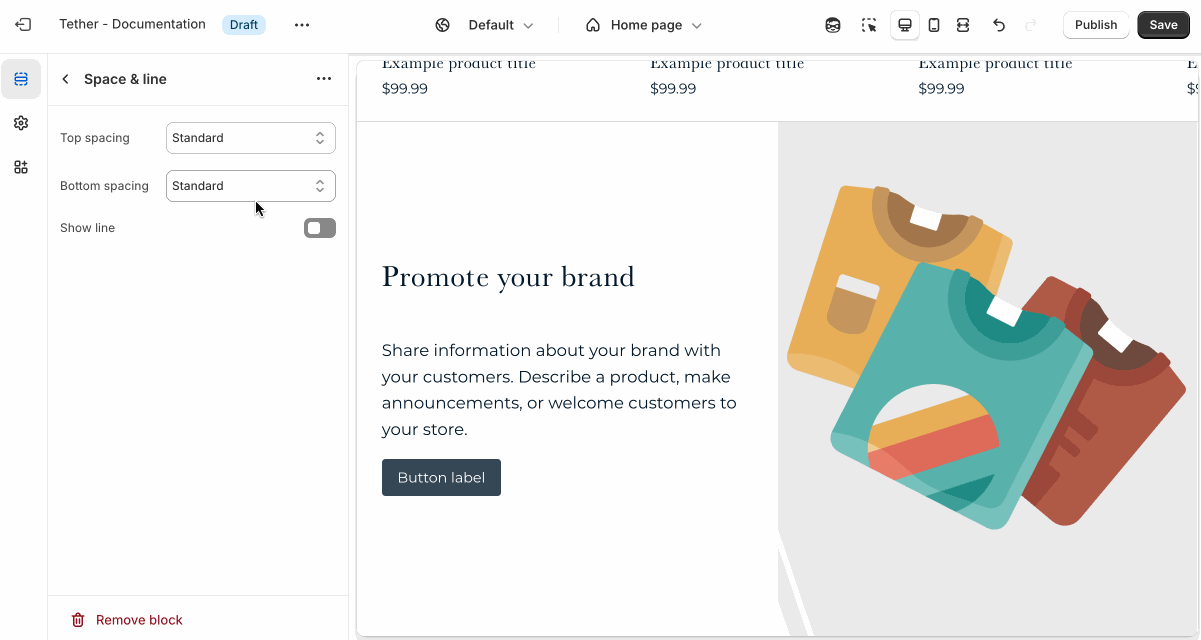 Tether - Documentation Draft Default Home page Publish Save
Space & line
Top spacing Standard
Bottom spacing Standard
Show line
Remove block
Example product title Example product title Example product title E
$99.99 $99.99 $99.99 $9
Promote your brand
Share information about your brand with
your customers. Describe a product, make
announcements, or welcome customers to
your store.
Button label